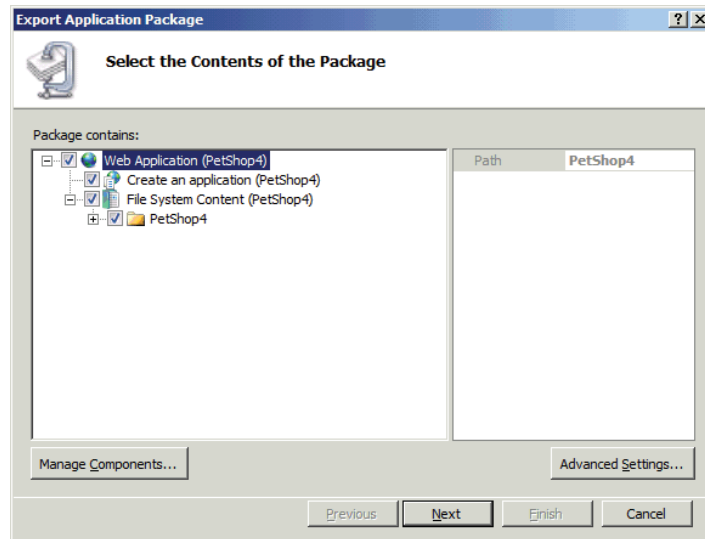 Export Application Package
Select the Contents of the Package
Package contains:
Web Application (PetShop4)
Create an application (PetShop4)
File System Content (PetShop4)
PetShop4
Path PetShop4
Manage Components...
Advanced Settings...
Previous
Next
Finish
Cancel